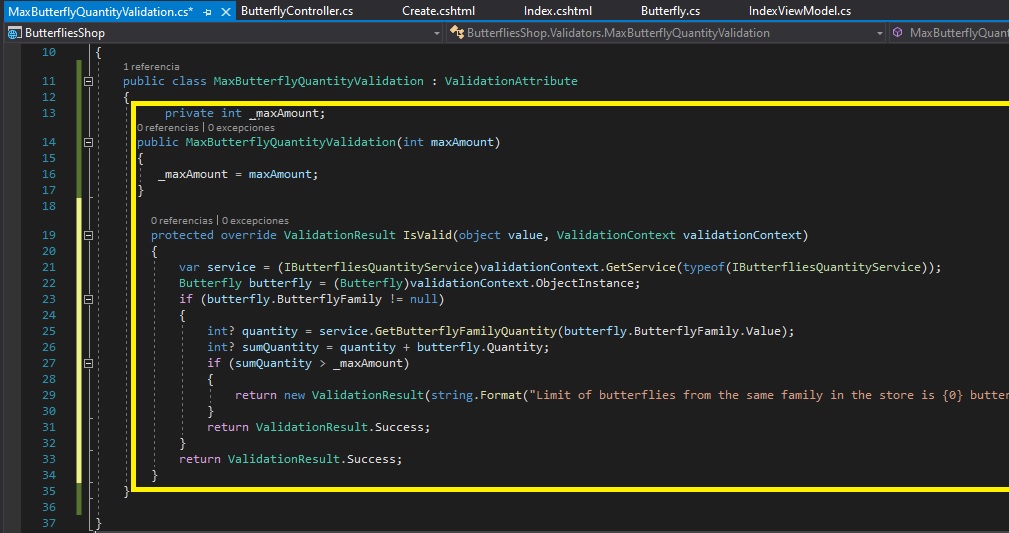 MaxButterflyQuantityValidation.cs* ButterflyController.cs Create.cshtml Index.cshtml Butterfly.cs IndexViewModel.cs
ButterfliesShop ButterfliesShop.Validators.MaxButterflyQuantityValidation
10 {
1 referencia
11 public class MaxButterflyQuantityValidation : ValidationAttribute
12 {
13 private int _maxAmount;
0 referencias | 0 excepciones
14 public MaxButterflyQuantityValidation(int maxAmount)
15 {
16 _maxAmount = maxAmount;
17 }
18
0 referencias | 0 excepciones
19 protected override ValidationResult IsValid(object value, ValidationContext validationContext)
20 {
21 var service = (IButterfliesQuantityService)validationContext.GetService(typeof(IButterfliesQuantityService));
22 Butterfly butterfly = (Butterfly)validationContext.ObjectInstance;
23 if (butterfly.ButterflyFamily != null)
24 {
25 int? quantity = service.GetButterflyFamilyQuantity(butterfly.ButterflyFamily.Value);
26 int? sumQuantity = quantity + butterfly.Quantity;
27 if (sumQuantity > _maxAmount)
28 {
29 return new ValidationResult(string.Format("Limit of butterflies from the same family in the store is {0} butter
30 }
31 return ValidationResult.Success;
32 }
33 return ValidationResult.Success;
34 }
35 }
36
37 }